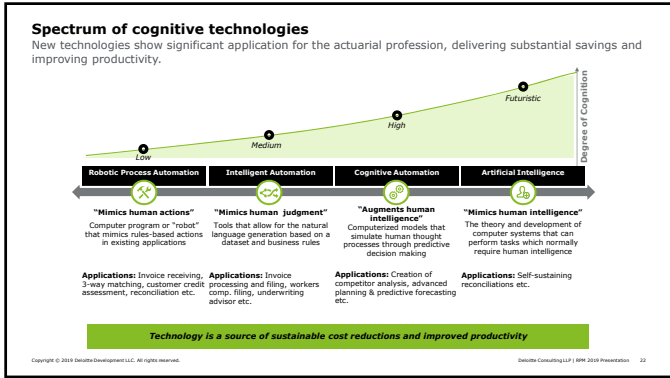 Spectrum of cognitive technologies
New technologies show significant application for the actuarial profession, delivering substantial savings and
improving productivity.
Degree of Cognition
Futuristic
High
Medium
Low
Robotic Process Automation
Intelligent Automation
Cognitive Automation
Artificial Intelligence
“Mimics human actions”
Computer program or “robot”
that mimics rules-based actions
in existing applications
“Mimics human judgment”
Tools that allow for the natural
language generation based on a
dataset and business rules
“Augments human
intelligence”
Computerized models that
simulate human thought
processes through predictive
decision making
“Mimics human intelligence”
The theory and development of
computer systems that can
perform tasks which normally
require human intelligence
Applications: Invoice receiving,
3-way matching, customer credit
assessment, reconciliation etc.
Applications: Invoice
processing and filing, workers
comp. filing, underwriting
advisor etc.
Applications: Creation of
competitor analysis, advanced
planning & predictive forecasting
etc.
Applications: Self-sustaining
reconciliations etc.
Technology is a source of sustainable cost reductions and improved productivity
Copyright © 2019 Deloitte Development LLC. All rights reserved.
Deloitte Consulting LLP | RPM 2019 Presentation 22